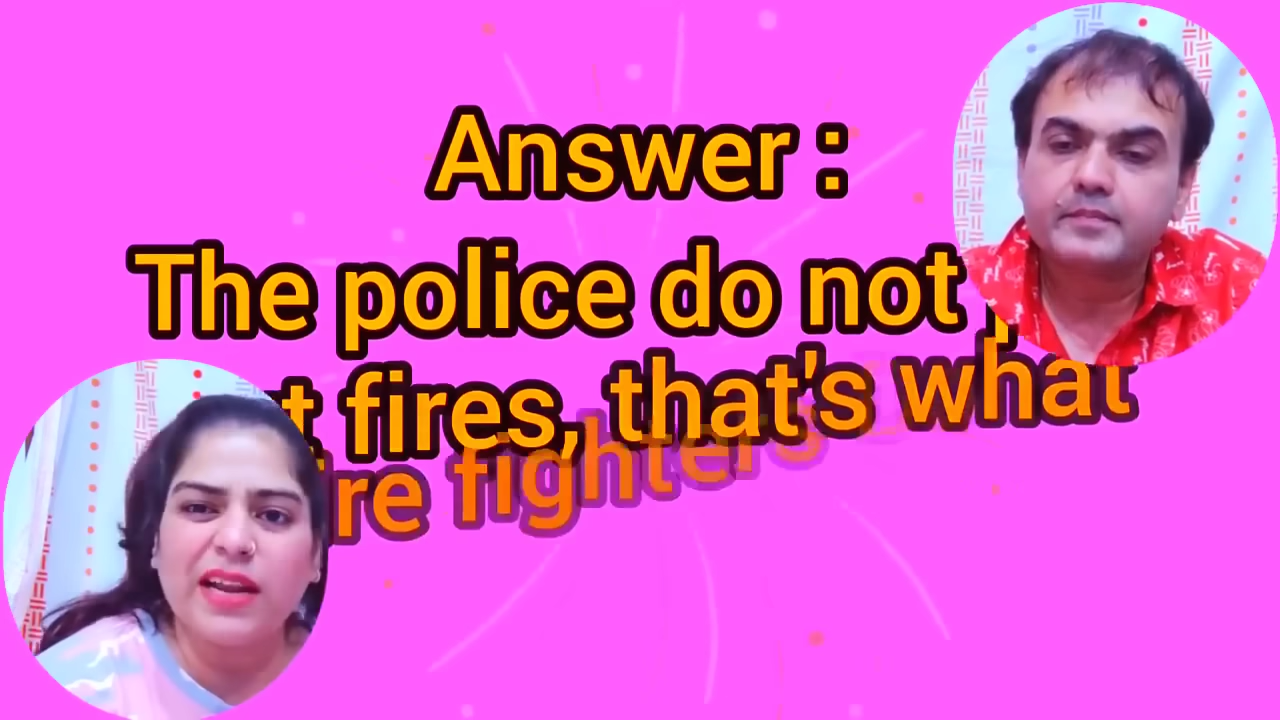 Answer :
The police do not
fires, that's what
fighters